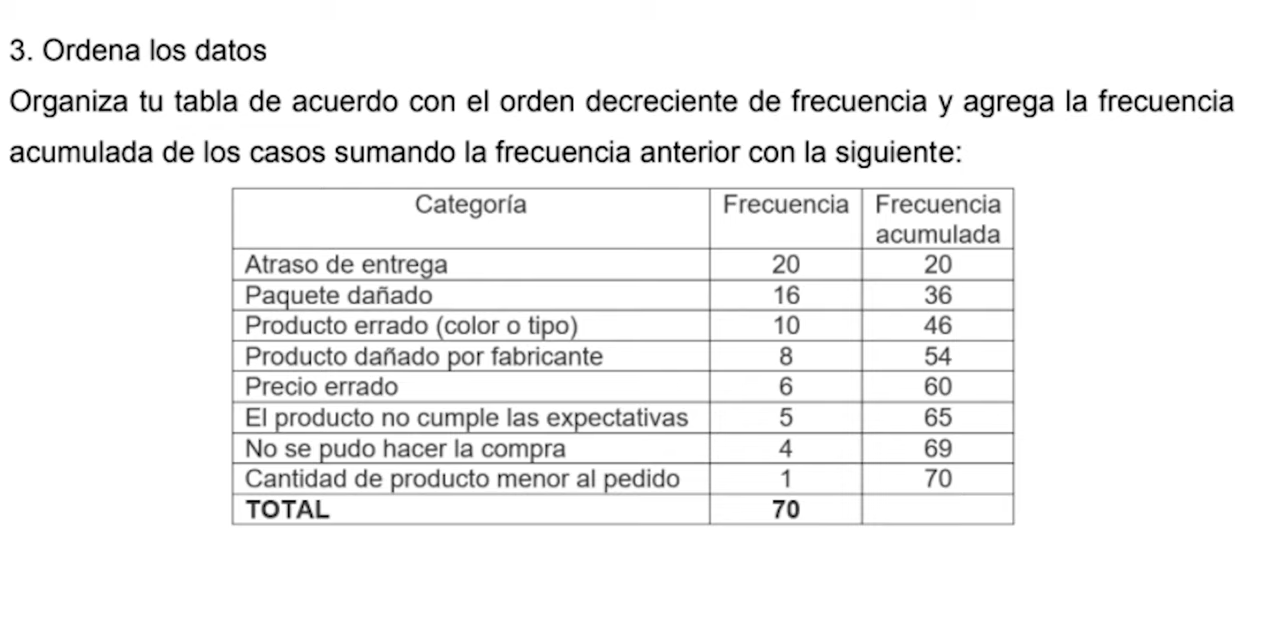 3. Ordena los datos
Organiza tu tabla de acuerdo con el orden decreciente de frecuencia y agrega la frecuencia
acumulada de los casos sumando la frecuencia anterior con la siguiente:
Categoría Frecuencia Frecuencia
acumulada
Atraso de entrega 20 20
Paquete dañado 16 36
Producto errado (color o tipo) 10 46
Producto dañado por fabricante 8 54
Precio errado 6 60
El producto no cumple las expectativas 5 65
No se pudo hacer la compra 4 69
Cantidad de producto menor al pedido 1 70
TOTAL 70